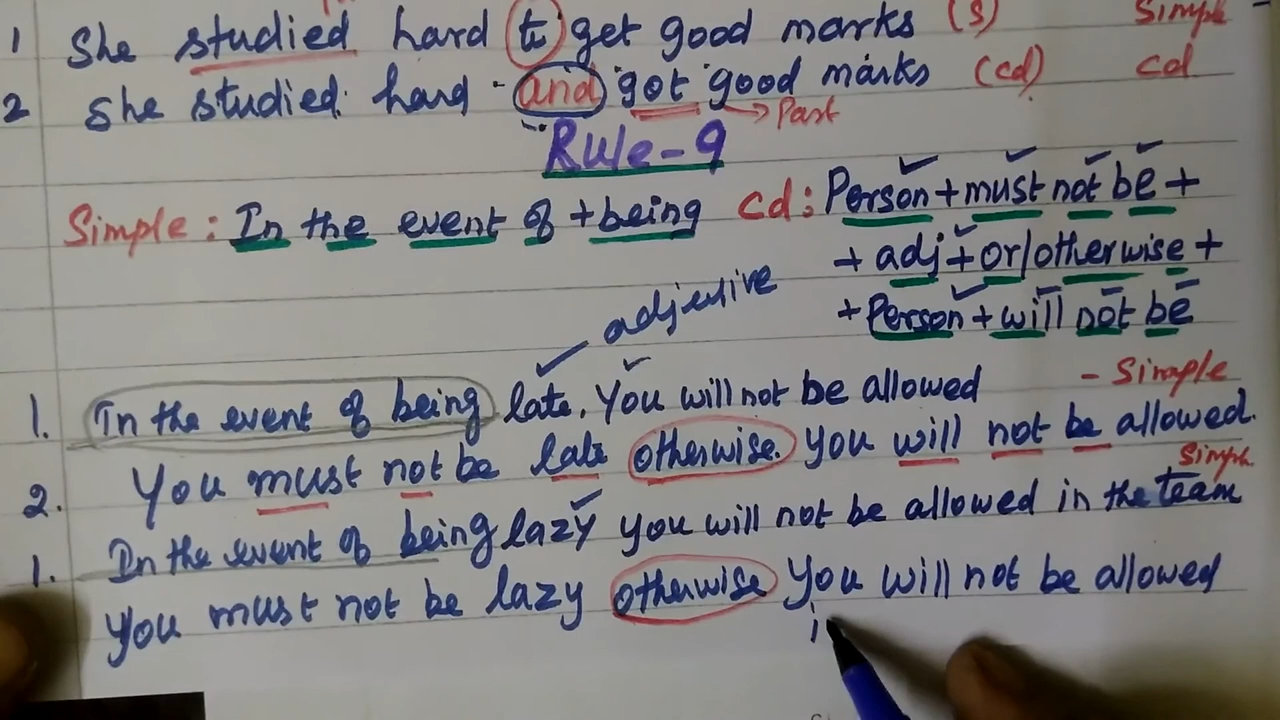 1 She studied hard to get good marks (S) Simple
2 She studied hard and got good marks (cd) cd
→ Past
Rule-9
Simple : In the event of + being cd : Person + must not be +
+ adj + or/otherwise +
+ Person + will not be
adjective
1. In the event of being late, You will not be allowed - Simple
2. You must not be late otherwise. you will not be allowed.
Simple
1. In the event of being lazy you will not be allowed in the team
You must not be lazy otherwise you will not be allowed
i